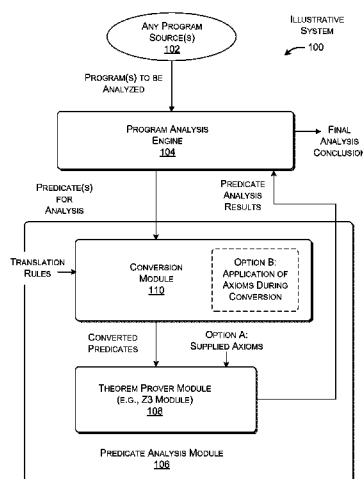 ILLUSTRATIVE
SYSTEM
100
ANY PROGRAM
SOURCE(S)
102
PROGRAM(S) TO BE
ANALYZED
PROGRAM ANALYSIS
ENGINE
104
FINAL
ANALYSIS
CONCLUSION
PREDICATE(S)
FOR
ANALYSIS
PREDICATE
ANALYSIS
RESULTS
TRANSLATION
RULES
CONVERSION
MODULE
110
OPTION B:
APPLICATION OF
AXIOMS DURING
CONVERSION
CONVERTED
PREDICATES
OPTION A:
SUPPLIED AXIOMS
THEOREM PROVER MODULE
(E.G., Z3 MODULE)
108
PREDICATE ANALYSIS MODULE
106